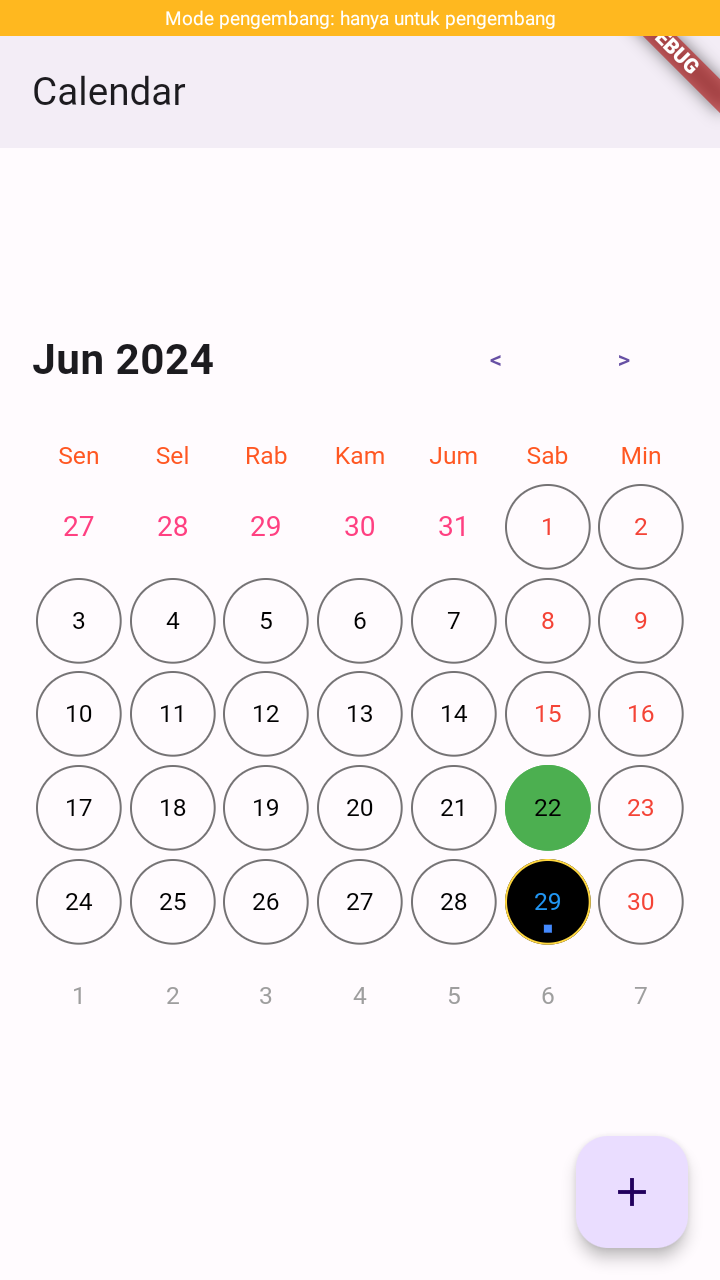 Mode pengembang: hanya untuk pengembang
Calendar
Jun 2024 < >
Sen Sel Rab Kam Jum Sab Min
27 28 29 30 31 1 2
3 4 5 6 7 8 9
10 11 12 13 14 15 16
17 18 19 20 21 22 23
24 25 26 27 28 29 30
1 2 3 4 5 6 7
+